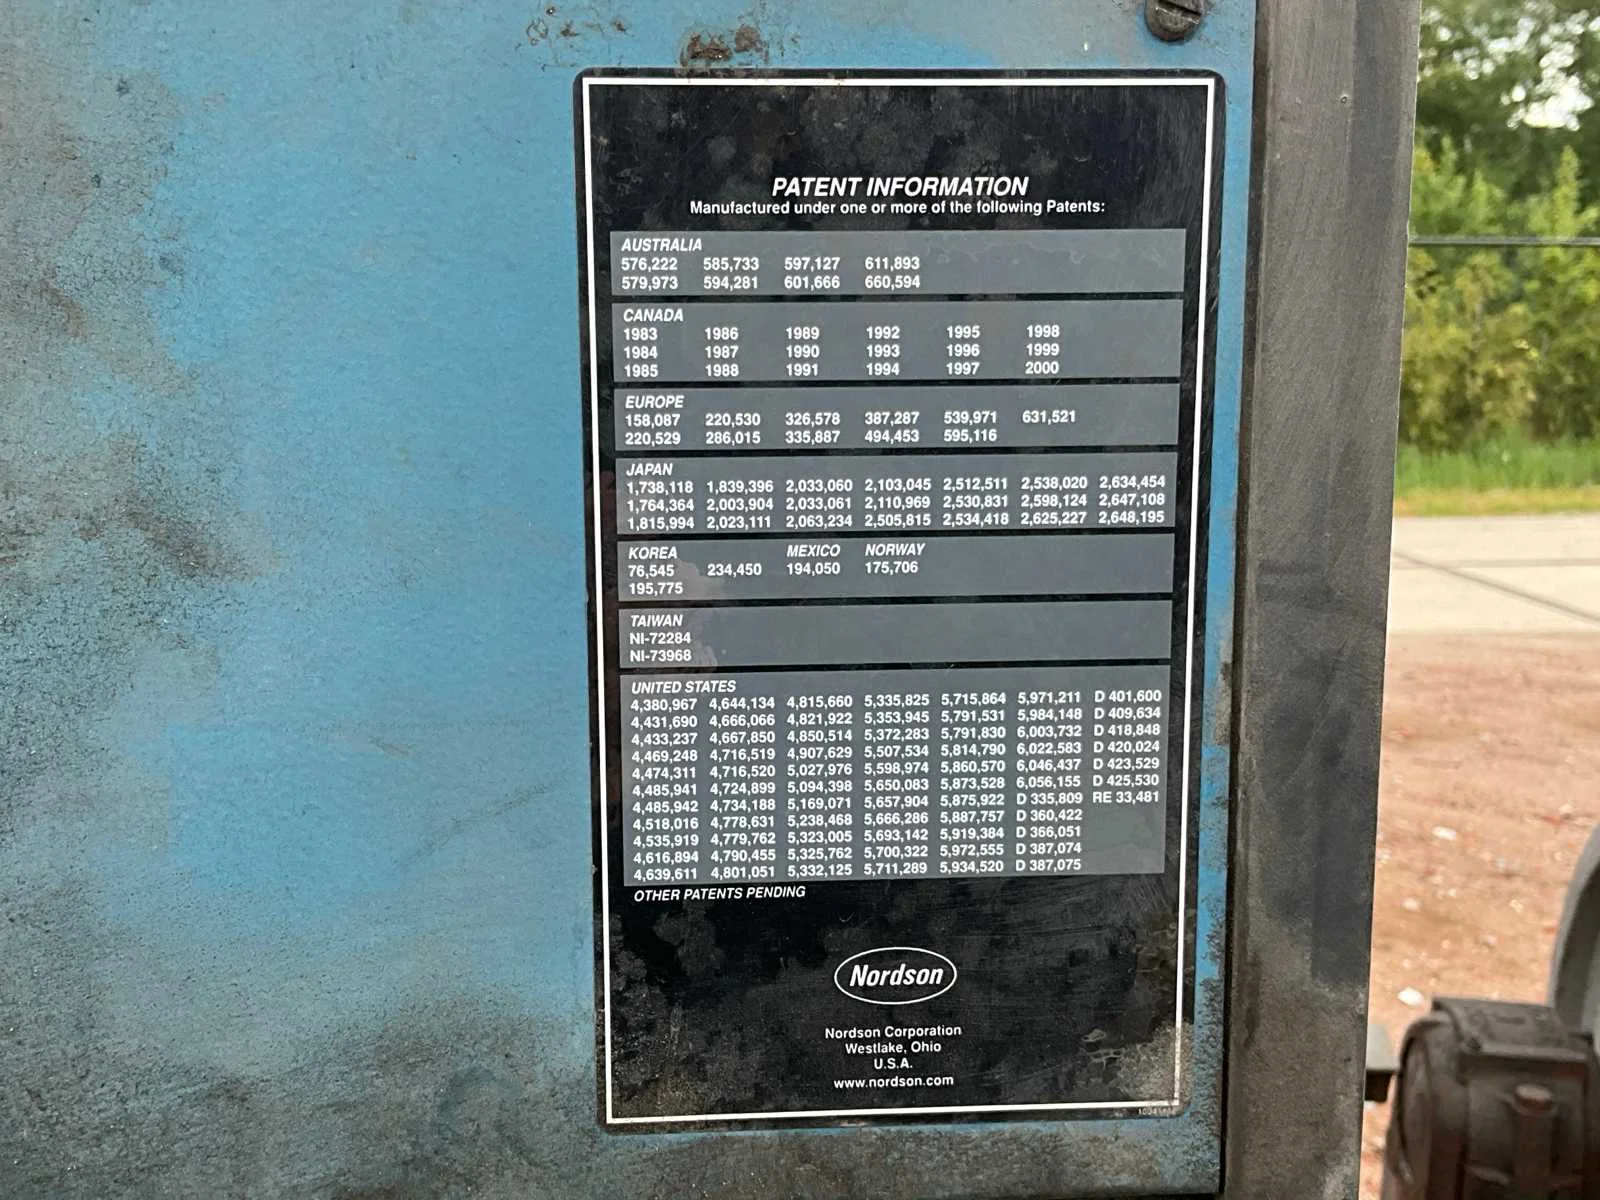 PATENT INFORMATION
Manufactured under one or more of the following Patents:
AUSTRALIA
576,222 585,733 597,127 611,893
579,973 594,281 601,666 660,594
CANADA
1983 1986 1989 1992 1995 1998
1984 1987 1990 1993 1996 1999
1985 1988 1991 1994 1997 2000
EUROPE
158,087 220,530 326,578 387,287 539,971 631,521
220,529 286,015 335,887 494,453 595,116
JAPAN
1,738,118 1,839,396 2,033,060 2,103,045 2,512,511 2,538,020 2,634,454
1,764,364 2,003,904 2,033,061 2,110,969 2,530,831 2,598,124 2,647,108
1,815,994 2,023,111 2,063,234 2,505,815 2,534,418 2,625,227 2,648,195
KOREA MEXICO NORWAY
76,545 234,450 194,050 175,706
195,775
TAIWAN
NI-72284
NI-73968
UNITED STATES
4,380,967 4,644,134 4,815,660 5,335,825 5,715,864 5,971,211 D 401,600
4,431,690 4,666,066 4,821,922 5,353,945 5,791,531 5,984,148 D 409,634
4,433,237 4,667,850 4,850,514 5,372,283 5,791,830 6,003,732 D 418,848
4,469,248 4,716,519 4,907,629 5,507,534 5,814,790 6,022,583 D 420,024
4,474,311 4,716,520 5,027,976 5,598,974 5,860,570 6,046,437 D 423,529
4,485,941 4,724,899 5,094,398 5,650,083 5,873,528 6,056,155 D 425,530
4,485,942 4,734,188 5,169,071 5,657,904 5,875,922 D 335,809 RE 33,481
4,518,016 4,778,631 5,238,468 5,666,286 5,887,757 D 360,422
4,535,919 4,779,762 5,323,005 5,693,142 5,919,384 D 366,051
4,616,894 4,790,455 5,325,762 5,700,322 5,972,555 D 387,074
4,639,611 4,801,051 5,332,125 5,711,289 5,934,520 D 387,075
OTHER PATENTS PENDING
Nordson
Nordson Corporation
Westlake, Ohio
U.S.A.
www.nordson.com